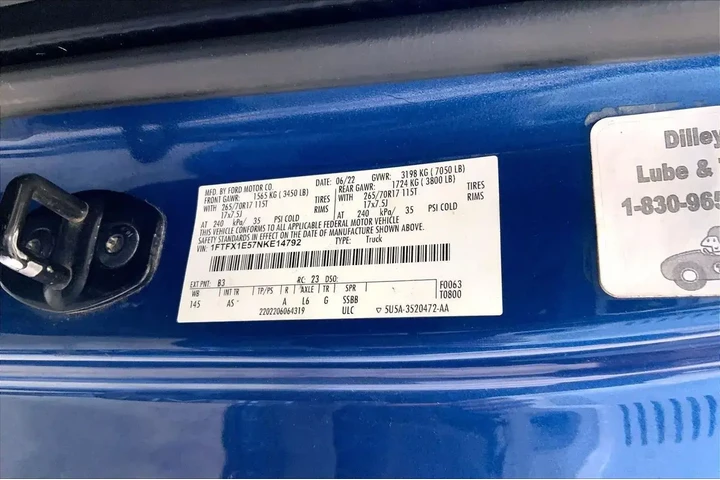 MFD. BY FORD MOTOR CO. DATE: 06/22 GVWR: 3198 KG ( 7050 LB)
FRONT GAWR: 1565 KG ( 3450 LB) REAR GAWR: 1724 KG ( 3800 LB)
WITH TIRES WITH TIRES
265/70R17 115T 265/70R17 115T
17x7.5J 17x7.5J
AT 240 kPa/ 35 PSI COLD AT 240 kPa/ 35 PSI COLD
THIS VEHICLE CONFORMS TO ALL APPLICABLE FEDERAL MOTOR VEHICLE
SAFETY AND THEFT PREVENTION STANDARDS IN EFFECT ON THE DATE OF MANUFACTURE SHOWN ABOVE.
VIN: 1FTFX1E57NKE14792 TYPE: Truck
EXT PNT: B3 RC: 23 DSO: F0063
WB INT TR TP/PS R AXLE TR SPR T0800
145 AS A L6 G SSBB
2202206064319 ULC ▽ 5U5A-3520472-AA
Dilley
Lube &
1-830-965